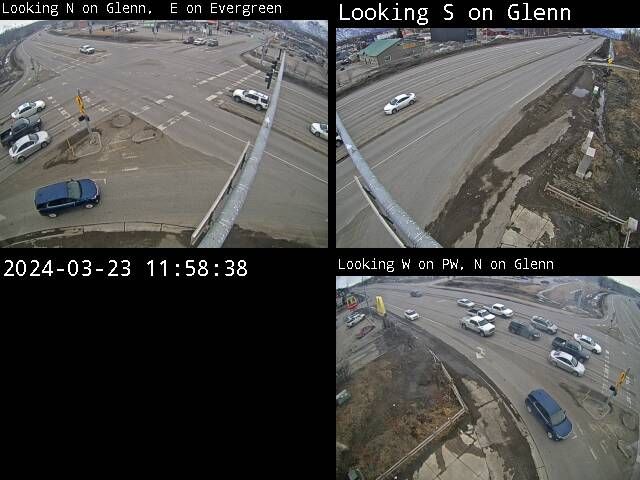 Looking N on Glenn,  E on Evergreen
Looking S on Glenn
2024-03-23 11:58:38
Looking W on PW, N on Glenn